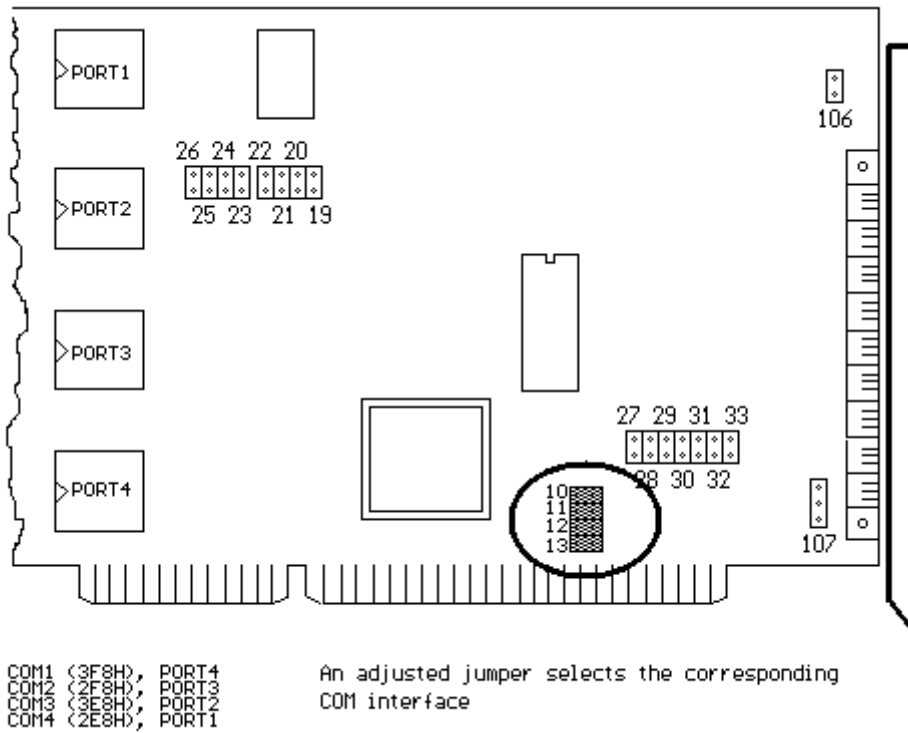 PORT1
106
26 24 22 20
PORT2
25 23 21 19
PORT3
27 29 31 33
28 30 32
PORT4
10
11
12
13
107
COM1 (3F8H), PORT4
COM2 (2F8H), PORT3
COM3 (3E8H), PORT2
COM4 (2E8H), PORT1
An adjusted jumper selects the corresponding
COM interface